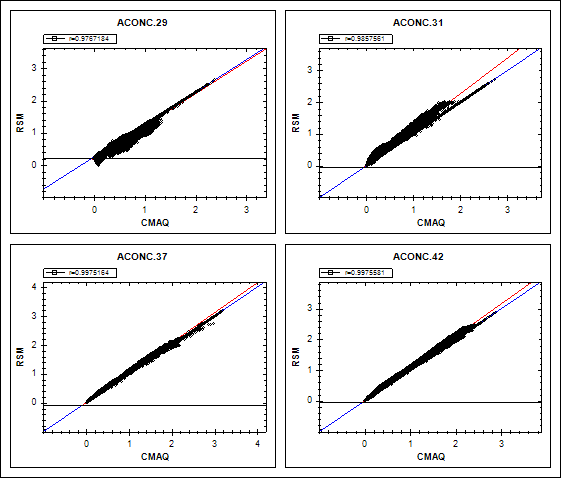 ACONC.29
r=0.9767184
3
2
1
0
RSM
0 1 2 3
CMAQ
ACONC.31
r=0.9857561
3
2
1
0
RSM
0 1 2 3
CMAQ
ACONC.37
r=0.9975184
4
3
2
1
0
RSM
0 1 2 3 4
CMAQ
ACONC.42
r=0.9975581
3
2
1
0
RSM
0 1 2 3
CMAQ